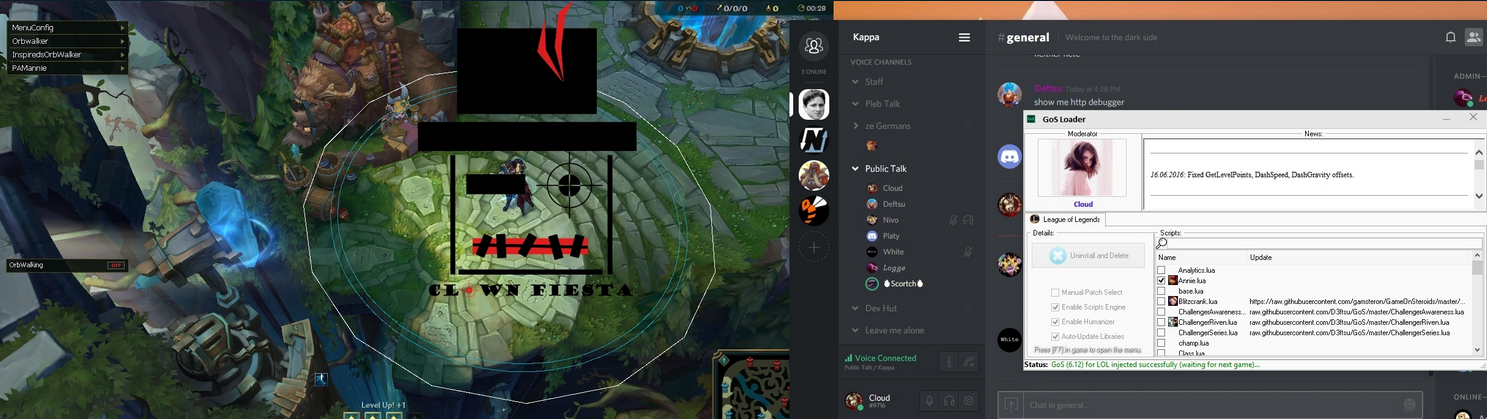 MenuConfig
Orbwalker
InspiredsOrbWalker
PAMannie
0 0
0/0/0
0
00:28
OrbWalking
OFF
CLOWN FIESTA
Level Up! +1
3 ONLINE
Kappa
VOICE CHANNELS
Staff
Pleb Talk
ze Germans
Public Talk
Cloud
Deftsu
Nivo
Platy
White
Logge
Scortch
Dev Hut
Leave me alone
Voice Connected
Public Talk / Kappa
Cloud
#9716
#general
Welcome to the dark side
Deftsu Today at 4:28 PM
show me http debugger
White
ADMIN—
GoS Loader
Moderator
Cloud
News:
16.06.2016: Fixed GetLevelPoints, DashSpeed, DashGravity offsets.
League of Legends
Details:
Uninstall and Delete
Manual Patch Select
Enable Scripts Engine
Enable Humanizer
Auto-Update Libraries
Press [F7] in game to open the menu.
Scripts:
Name Update
Analytics.lua
Annie.lua
base.lua
Blitzcrank.lua https://raw.githubusercontent.com/gamsteron/GameOnSteroids/master/...
ChallengerAwareness... raw.githubusercontent.com/D3ftsu/GoS/master/ChallengerAwareness.lua
ChallengerRiven.lua raw.githubusercontent.com/D3ftsu/GoS/master/ChallengerRiven.lua
ChallengerSeries.lua raw.githubusercontent.com/D3ftsu/GoS/master/ChallengerSeries.lua
champ.lua
Class.lua
Status: GoS (6.12) for LOL injected successfully (waiting for next game)...
Chat in general...
ONLINE—